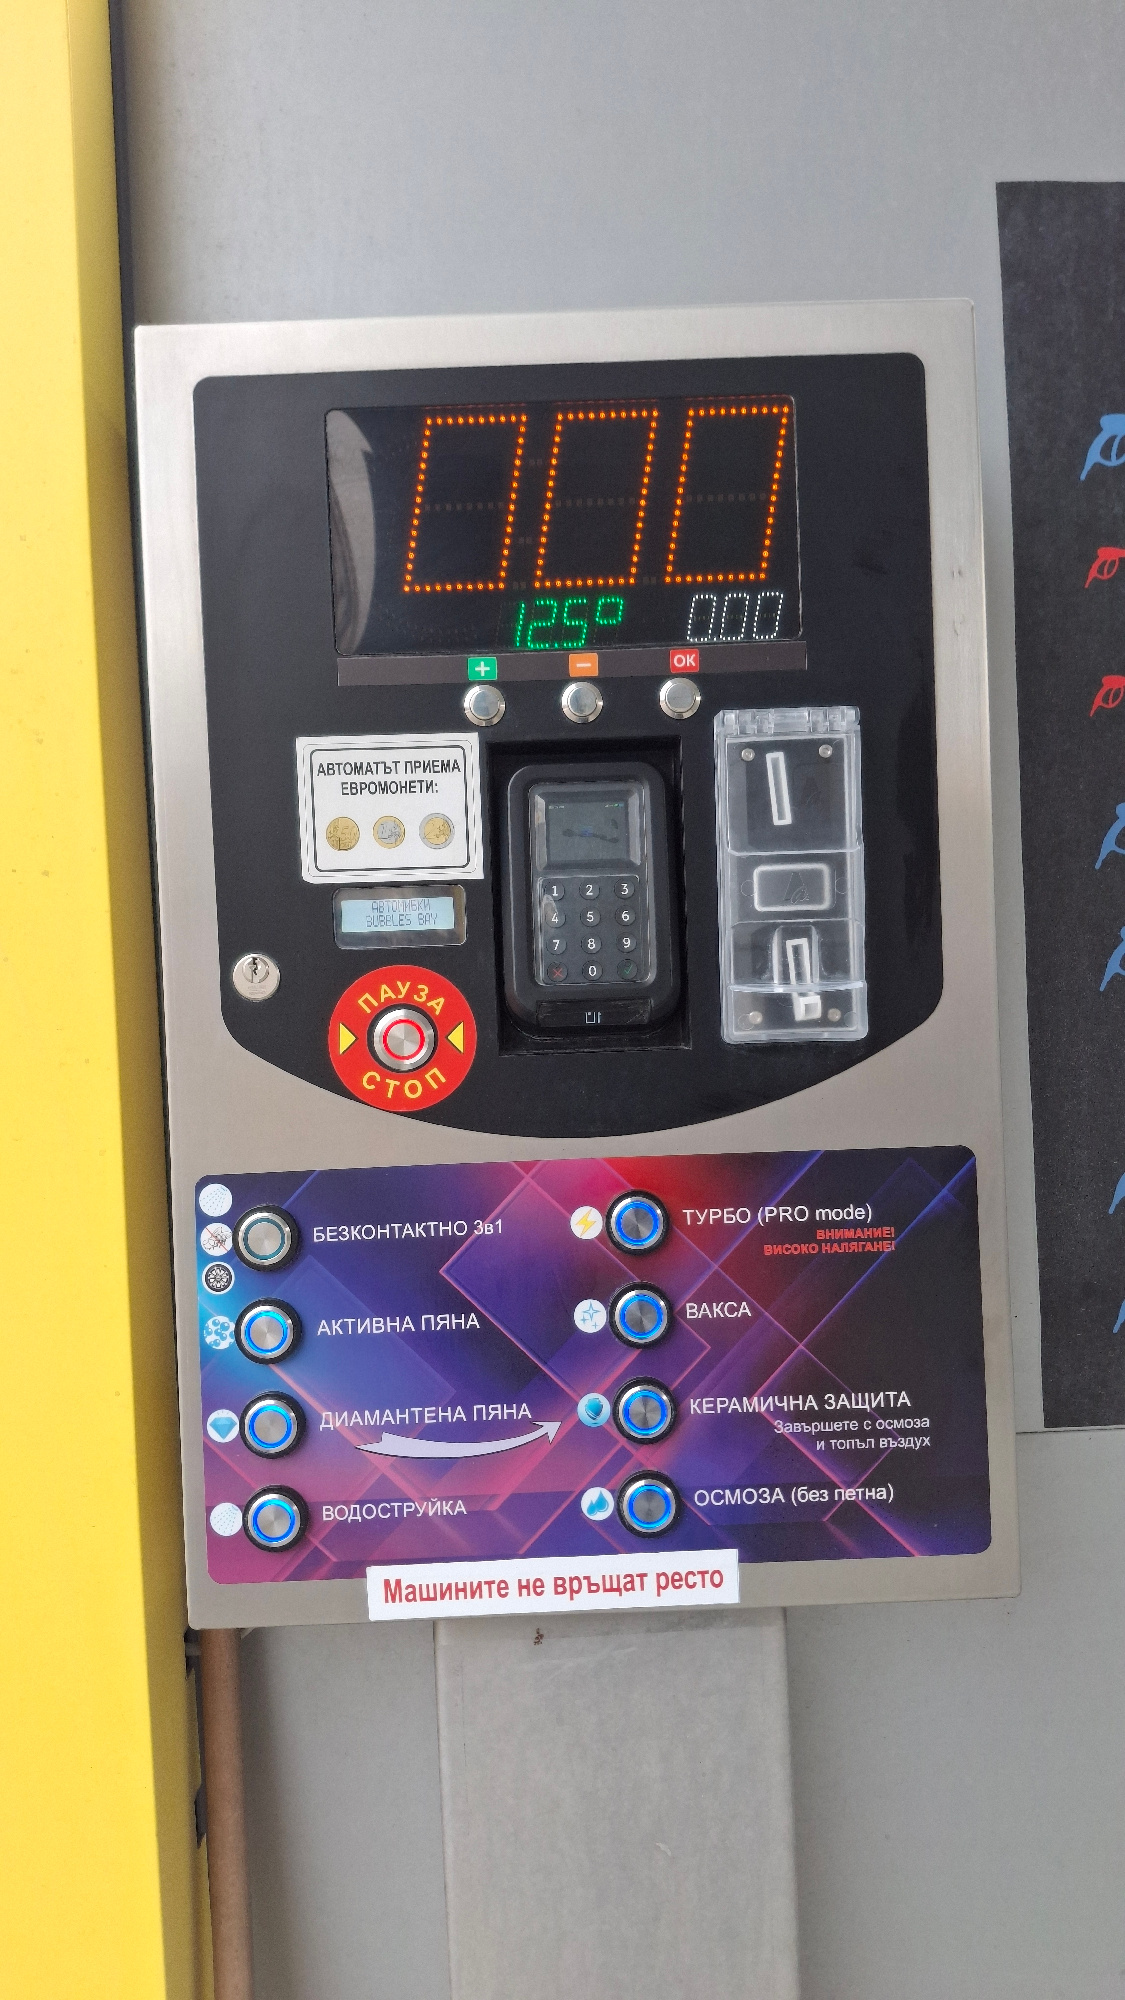 000
12.5°
0.00
+
−
OK
АВТОМАТЪТ ПРИЕМА
ЕВРОМОНЕТИ:
АВТОМИВКИ
BUBBLES BAY
1 2 3
4 5 6
7 8 9
0
ПАУЗА
СТОП
БЕЗКОНТАКТНО 3в1
АКТИВНА ПЯНА
ДИАМАНТЕНА ПЯНА
ВОДОСТРУЙКА
ТУРБО (PRO mode)
ВНИМАНИЕ!
ВИСОКО НАЛЯГАНЕ!
ВАКСА
КЕРАМИЧНА ЗАЩИТА
Завършете с осмоза
и топъл въздух
ОСМОЗА (без петна)
Машините не връщат ресто